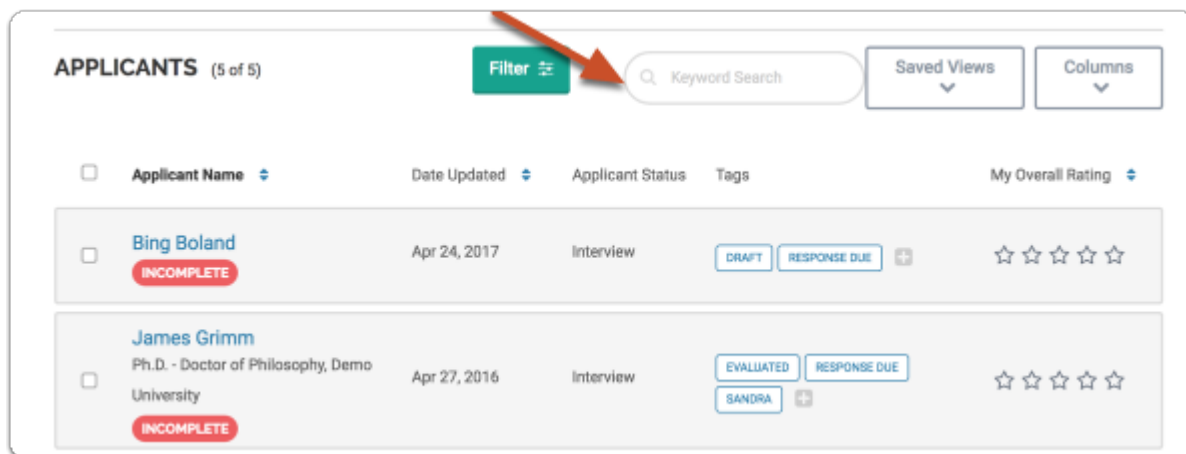 APPLICANTS (5 of 5)
Filter
Keyword Search
Saved Views
Columns
Applicant Name
Date Updated
Applicant Status
Tags
My Overall Rating
Bing Boland
INCOMPLETE
Apr 24, 2017
Interview
DRAFT
RESPONSE DUE
James Grimm
Ph.D. - Doctor of Philosophy, Demo
University
INCOMPLETE
Apr 27, 2016
Interview
EVALUATED
RESPONSE DUE
SANDRA